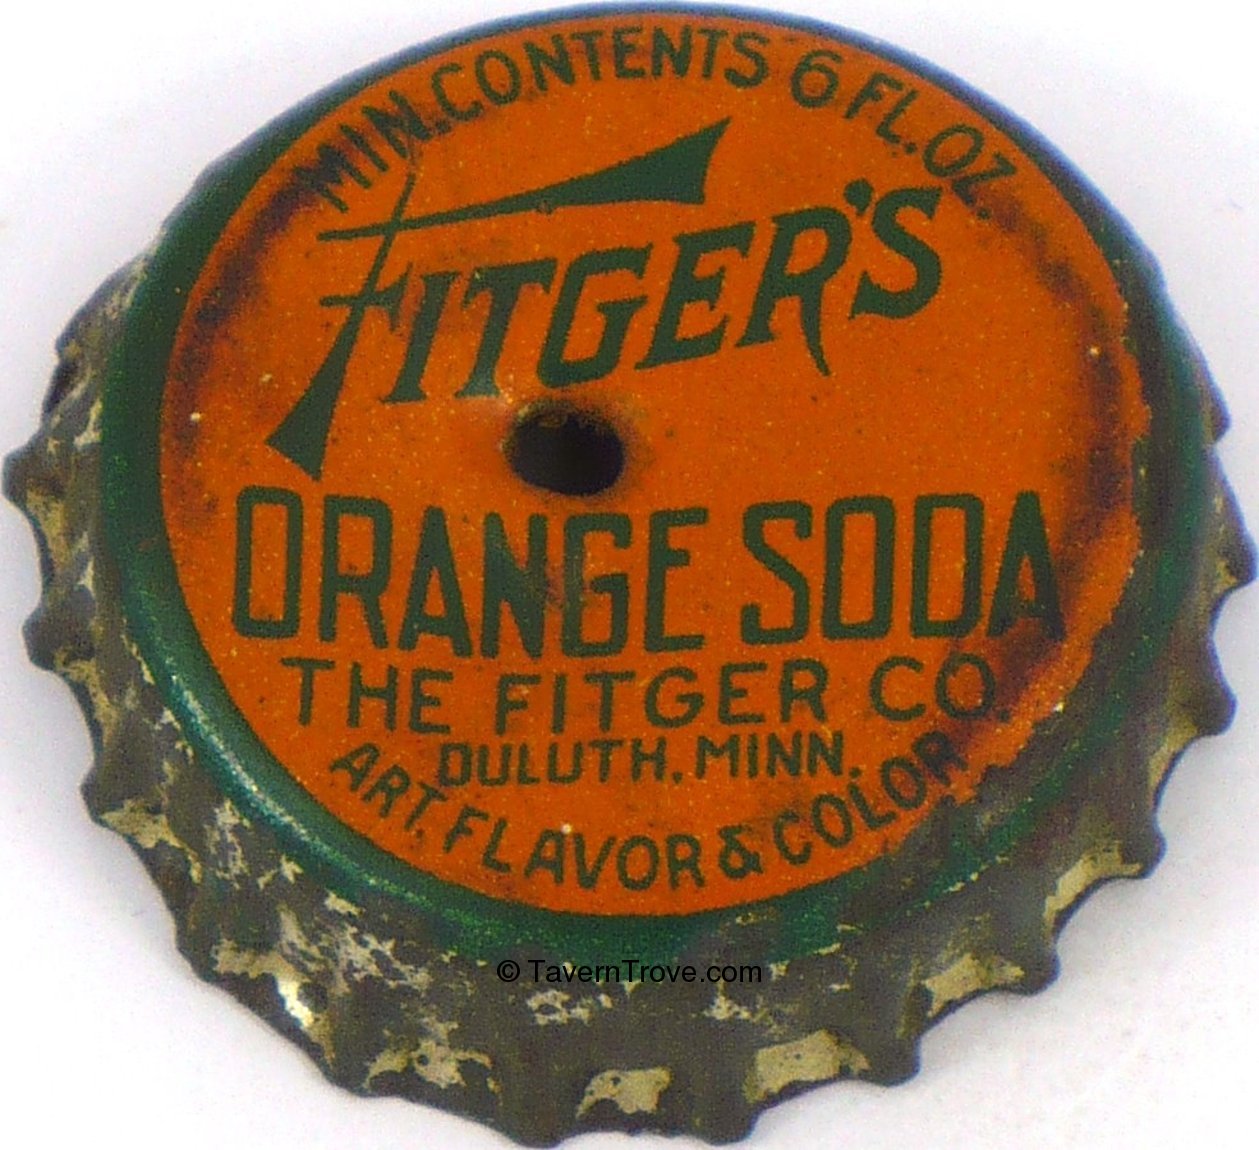 MIN. CONTENTS 6 FL. OZ.
FITGER'S
ORANGE SODA
THE FITGER CO.
DULUTH, MINN.
ART. FLAVOR & COLOR
© TavernTrove.com